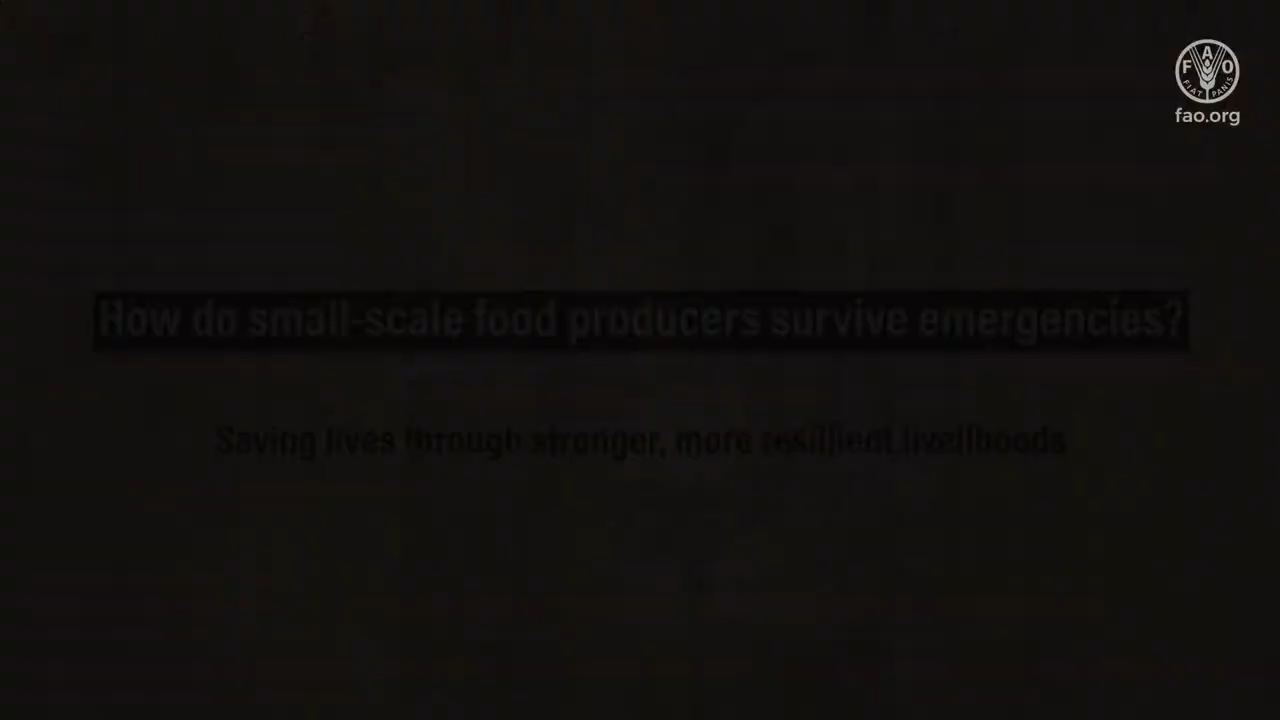 F A O
FIAT PANIS
fao.org
How do small-scale food producers survive emergencies?
Saving lives through stronger, more resilient livelihoods